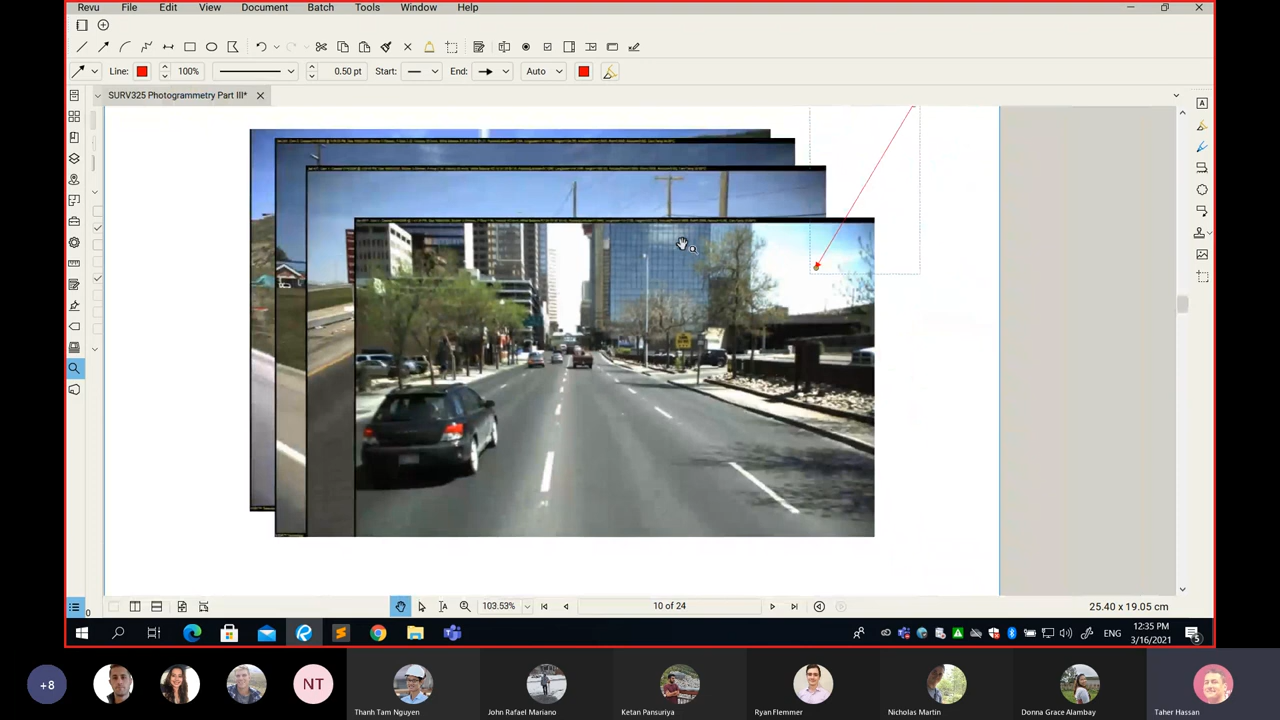 Revu File Edit View Document Batch Tools Window Help
Line: 100% 0.50 pt Start: End: Auto
SURV325 Photogrammetry Part III*
0
103.53% 10 of 24 25.40 x 19.05 cm
ENG 12:35 PM
3/16/2021 5
+8 NT
Thanh Tam Nguyen John Rafael Mariano Ketan Pansuriya Ryan Flemmer Nicholas Martin Donna Grace Alambay Taher Hassan